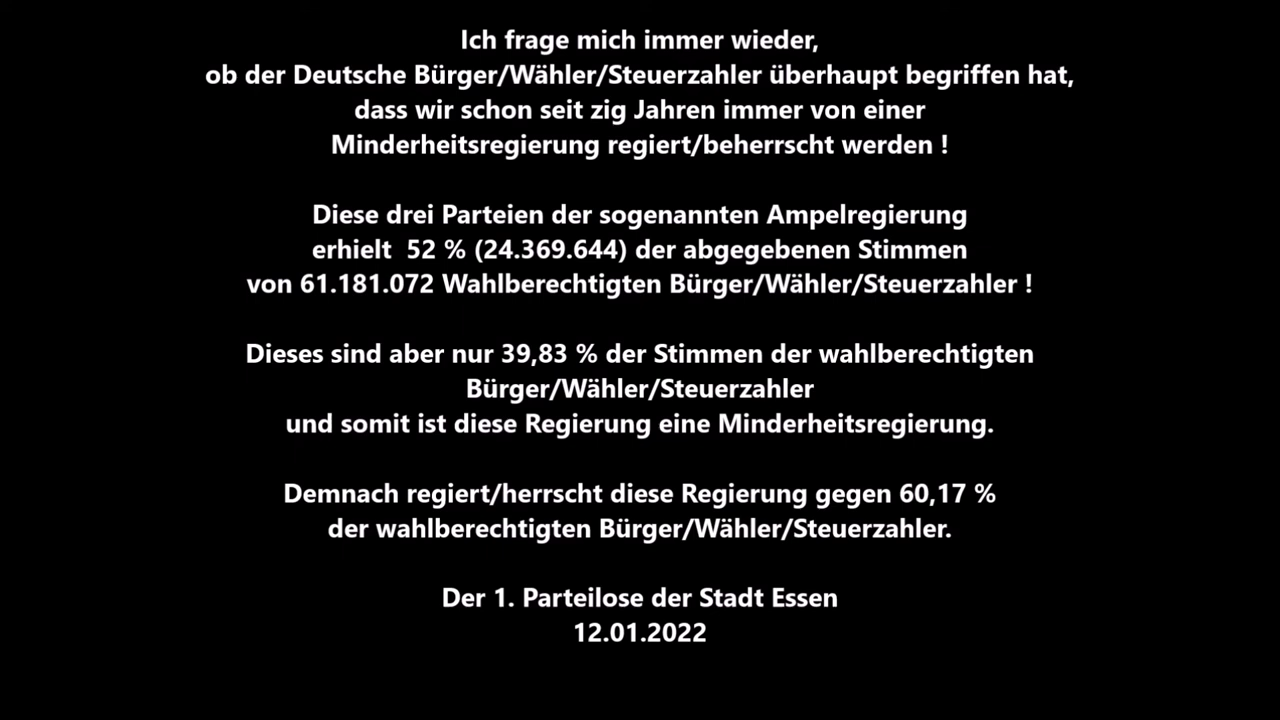 Ich frage mich immer wieder,
ob der Deutsche Bürger/Wähler/Steuerzahler überhaupt begriffen hat,
dass wir schon seit zig Jahren immer von einer
Minderheitsregierung regiert/beherrscht werden !
Diese drei Parteien der sogenannten Ampelregierung
erhielt 52 % (24.369.644) der abgegebenen Stimmen
von 61.181.072 Wahlberechtigten Bürger/Wähler/Steuerzahler !
Dieses sind aber nur 39,83 % der Stimmen der wahlberechtigten
Bürger/Wähler/Steuerzahler
und somit ist diese Regierung eine Minderheitsregierung.
Demnach regiert/herrscht diese Regierung gegen 60,17 %
der wahlberechtigten Bürger/Wähler/Steuerzahler.
Der 1. Parteilose der Stadt Essen
12.01.2022